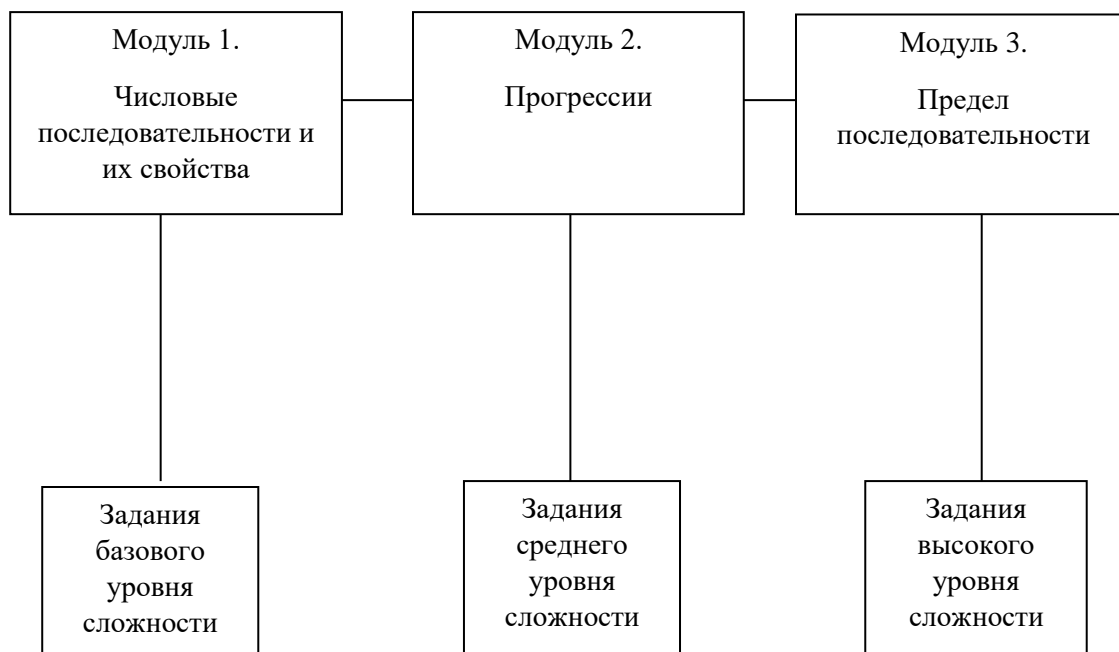 Модуль 1.
Числовые
последовательности и
их свойства
Модуль 2.
Прогрессии
Модуль 3.
Предел
последовательности
Задания
базового
уровня
сложности
Задания
среднего
уровня
сложности
Задания
высокого
уровня
сложности